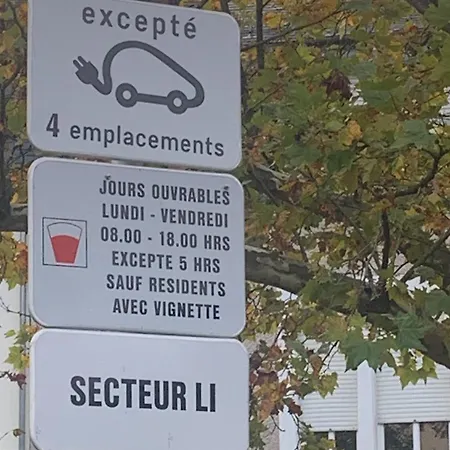 excepté
4 emplacements
JOURS OUVRABLES
LUNDI - VENDREDI
08.00 - 18.00 HRS
EXCEPTE 5 HRS
SAUF RESIDENTS
AVEC VIGNETTE
SECTEUR LI